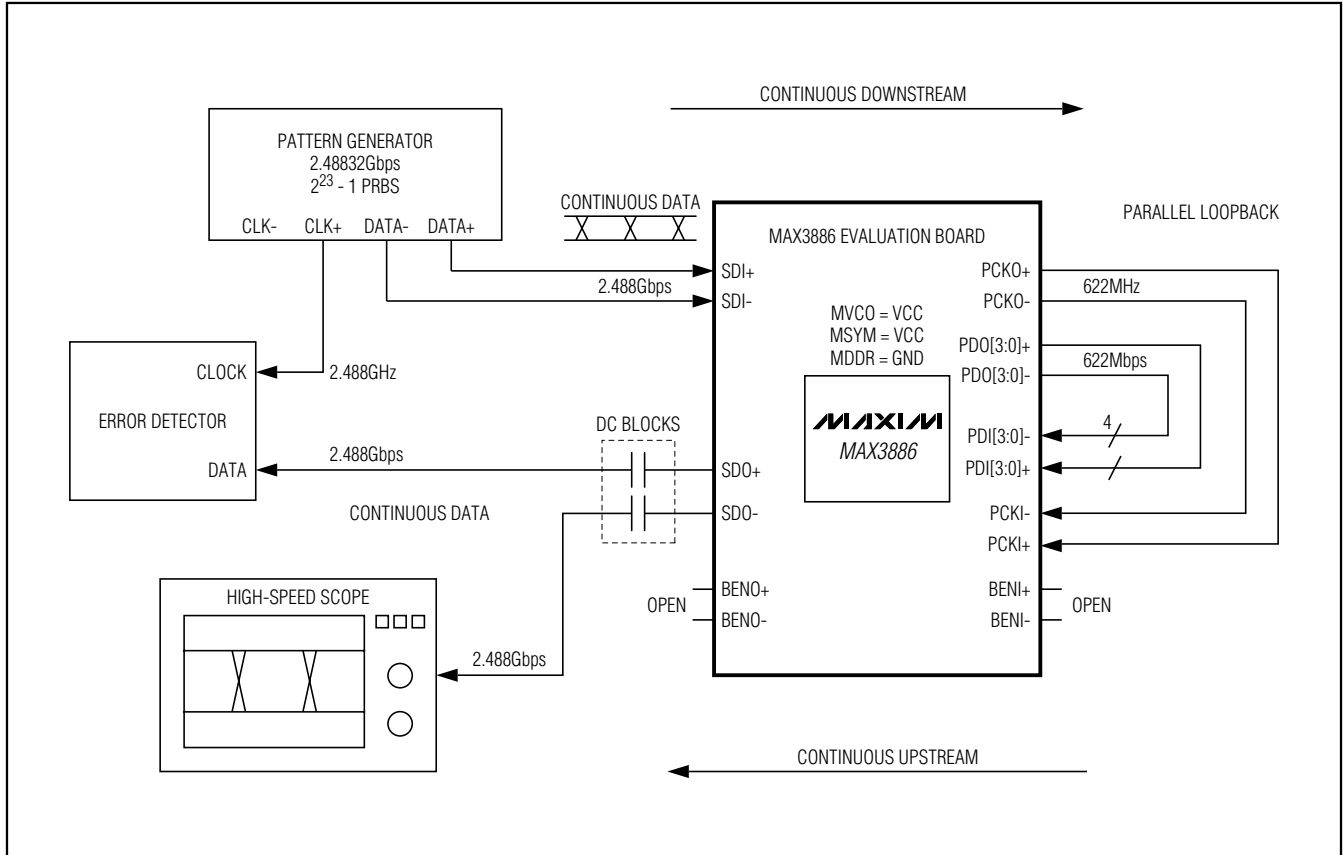 CONTINUOUS DOWNSTREAM
PATTERN GENERATOR
2.48832Gbps
2²³ - 1 PRBS
CLK- CLK+ DATA- DATA+
CONTINUOUS DATA
2.488Gbps
PARALLEL LOOPBACK
MAX3886 EVALUATION BOARD
SDI+
SDI-
MVCO = VCC
MSYM = VCC
MDDR = GND
MAXIM
MAX3886
PCKO+
PCKO-
622MHz
PDO[3:0]+
PDO[3:0]-
622Mbps
PDI[3:0]-
4
PDI[3:0]+
PCKI-
PCKI+
BENI+
BENI-
OPEN
CLOCK
2.488GHz
ERROR DETECTOR
DATA
2.488Gbps
DC BLOCKS
SDO+
SDO-
CONTINUOUS DATA
BENO+
BENO-
OPEN
HIGH-SPEED SCOPE
2.488Gbps
CONTINUOUS UPSTREAM